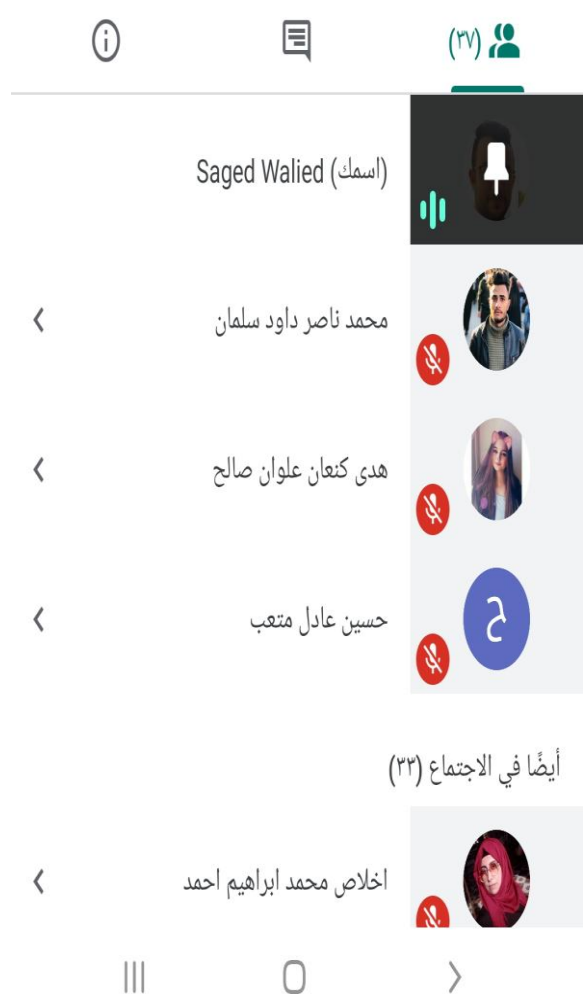 (٣٧)
(اسمك) Saged Walied
محمد ناصر داود سلمان
هدى كنعان علوان صالح
حسين عادل متعب
ح
أيضًا في الاجتماع (٣٣)
اخلاص محمد ابراهيم احمد